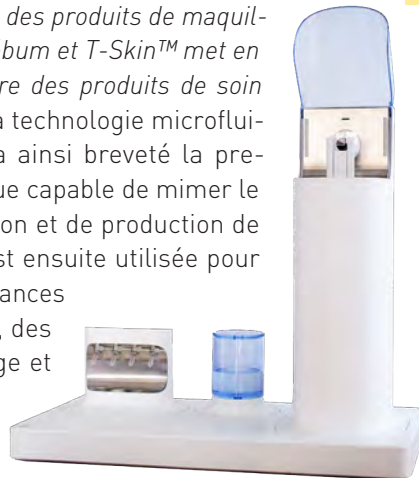 des produits de maquil-
bum et T-Skin™ met en
re des produits de soin
a technologie microflui-
a ainsi breveté la pre-
ue capable de mimer le
on et de production de
st ensuite utilisée pour
ances
, des
ge et